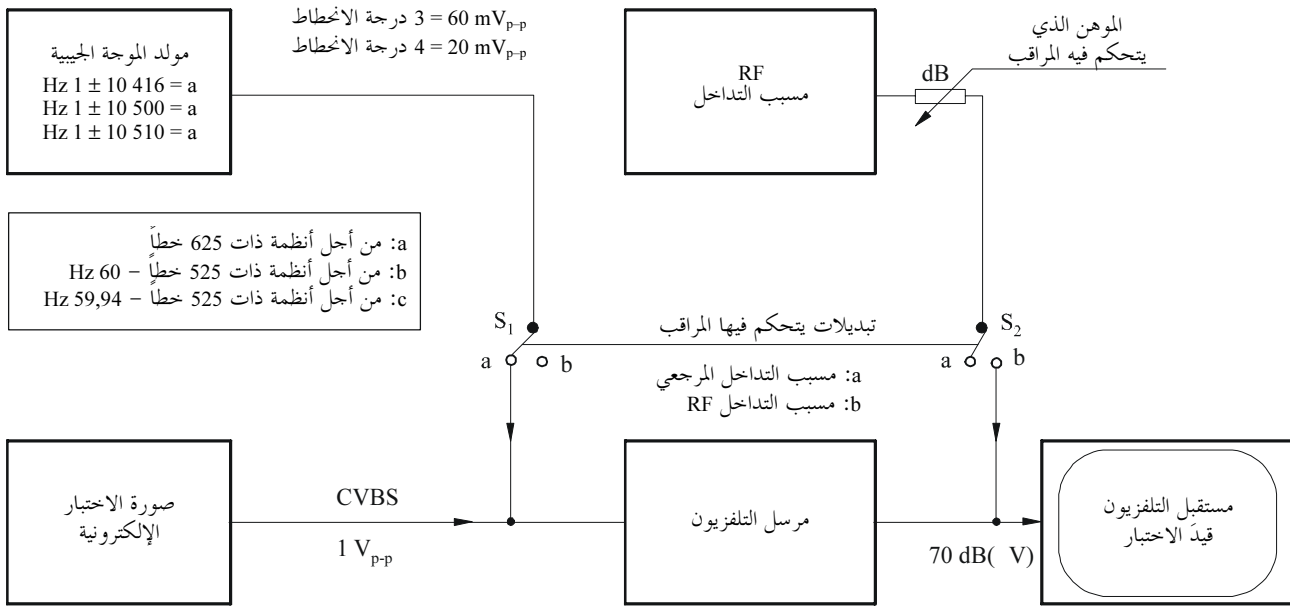 درجة الانحطاط 3 = 60 mVp–p
درجة الانحطاط 4 = 20 mVp–p
مولد الموجة الجيبية
Hz 1 ± 10 416 = a
Hz 1 ± 10 500 = a
Hz 1 ± 10 510 = a
RF
مسبب التداخل
dB
الموهن الذي
يتحكم فيه المراقب
a: من أجل أنظمة ذات 625 خطاً
b: من أجل أنظمة ذات 525 خطاً – 60 Hz
c: من أجل أنظمة ذات 525 خطاً – 59,94 Hz
S1
تبديلات يتحكم فيها المراقب
S2
a
b
a
b
a: مسبب التداخل المرجعي
b: مسبب التداخل RF
صورة الاختبار
الإلكترونية
CVBS
1 Vp-p
مرسل التلفزيون
70 dB( V)
مستقبل التلفزيون
قيدَ الاختبار